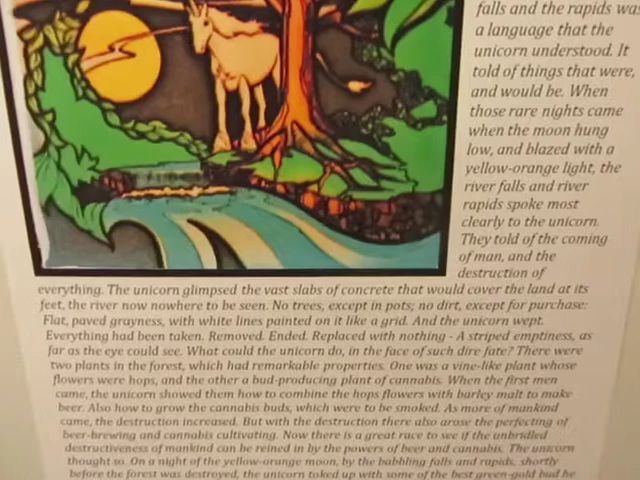 falls and the rapids was
a language that the
unicorn understood. It
told of things that were,
and would be. When
those rare nights came
when the moon hung
low, and blazed with a
yellow-orange light, the
river falls and river
rapids spoke most
clearly to the unicorn.
They told of the coming
of man, and the
destruction of
everything. The unicorn glimpsed the vast slabs of concrete that would cover the land at its
feet, the river now nowhere to be seen. No trees, except in pots; no dirt, except for purchase:
Flat, paved grayness, with white lines painted on it like a grid. And the unicorn wept.
Everything had been taken. Removed. Ended. Replaced with nothing - A striped emptiness, as
far as the eye could see. What could the unicorn do, in the face of such dire fate? There were
two plants in the forest, which had remarkable properties. One was a vine-like plant whose
flowers were hops, and the other a bud-producing plant of cannabis. When the first men
came, the unicorn showed them how to combine the hops flowers with barley malt to make
beer. Also how to grow the cannabis buds, which were to be smoked. As more of mankind
came, the destruction increased. But with the destruction there also arose the perfecting of
beer-brewing and cannabis cultivating. Now there is a great race to see if the unbridled
destructiveness of mankind can be reined in by the powers of beer and cannabis. The unicorn
thought so. On a night of the yellow-orange moon, by the babbling falls and rapids, shortly
before the forest was destroyed, the unicorn toked up with some of the best green-gold bud he